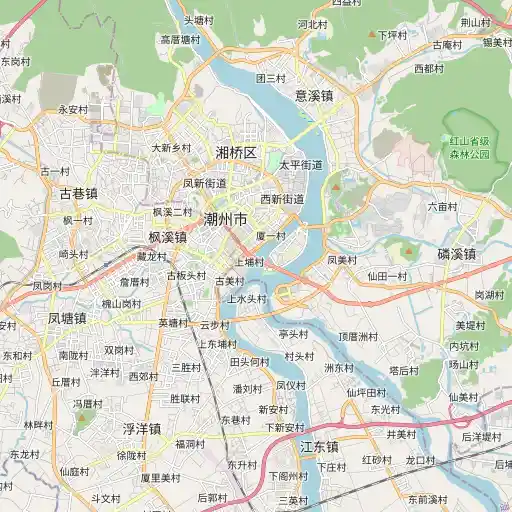 西益村
头塘村
河北村
荆山村
下坪村
高厝塘村
古庵村
锡美村
东岗村
团三村
西都村
意溪镇
永安村
红山省级
森林公园
大新乡村
湘桥区
太平街道
古一村
凤新街道
古巷镇
西新街道
枫溪二村
六亩村
枫一村
潮州市
枫溪镇
厦一村
崎头村
藏龙村
上埔村
凤美村
磷溪镇
古板头村
仙田一村
凤岗村
詹厝村
古美村
岗湖村
槐山岗村
上水头村
凤塘镇
英塘村
云步村
美堤村
亭头村
顶厝洲村
上东埔村
内坑村
东和村
双岗村
南陇村
田头何村
村头村
三胜村
塘山村
洋洋村
洲东村
塔后村
西郊村
丘厝村
潘刘村
凤仪村
仙坪田村
仙美村
胜联村
冯厝村
新安村
东光村
林畔村
东巷村
浮洋镇
下新安村
井美村
后洋堤村
福洞村
江东镇
东龙村
徐陇村
东升村
红砂村
龙口村
仙庭村
下庄村
厦里美村
下阁州村
斗文村
后郭村
三英村
东前溪村